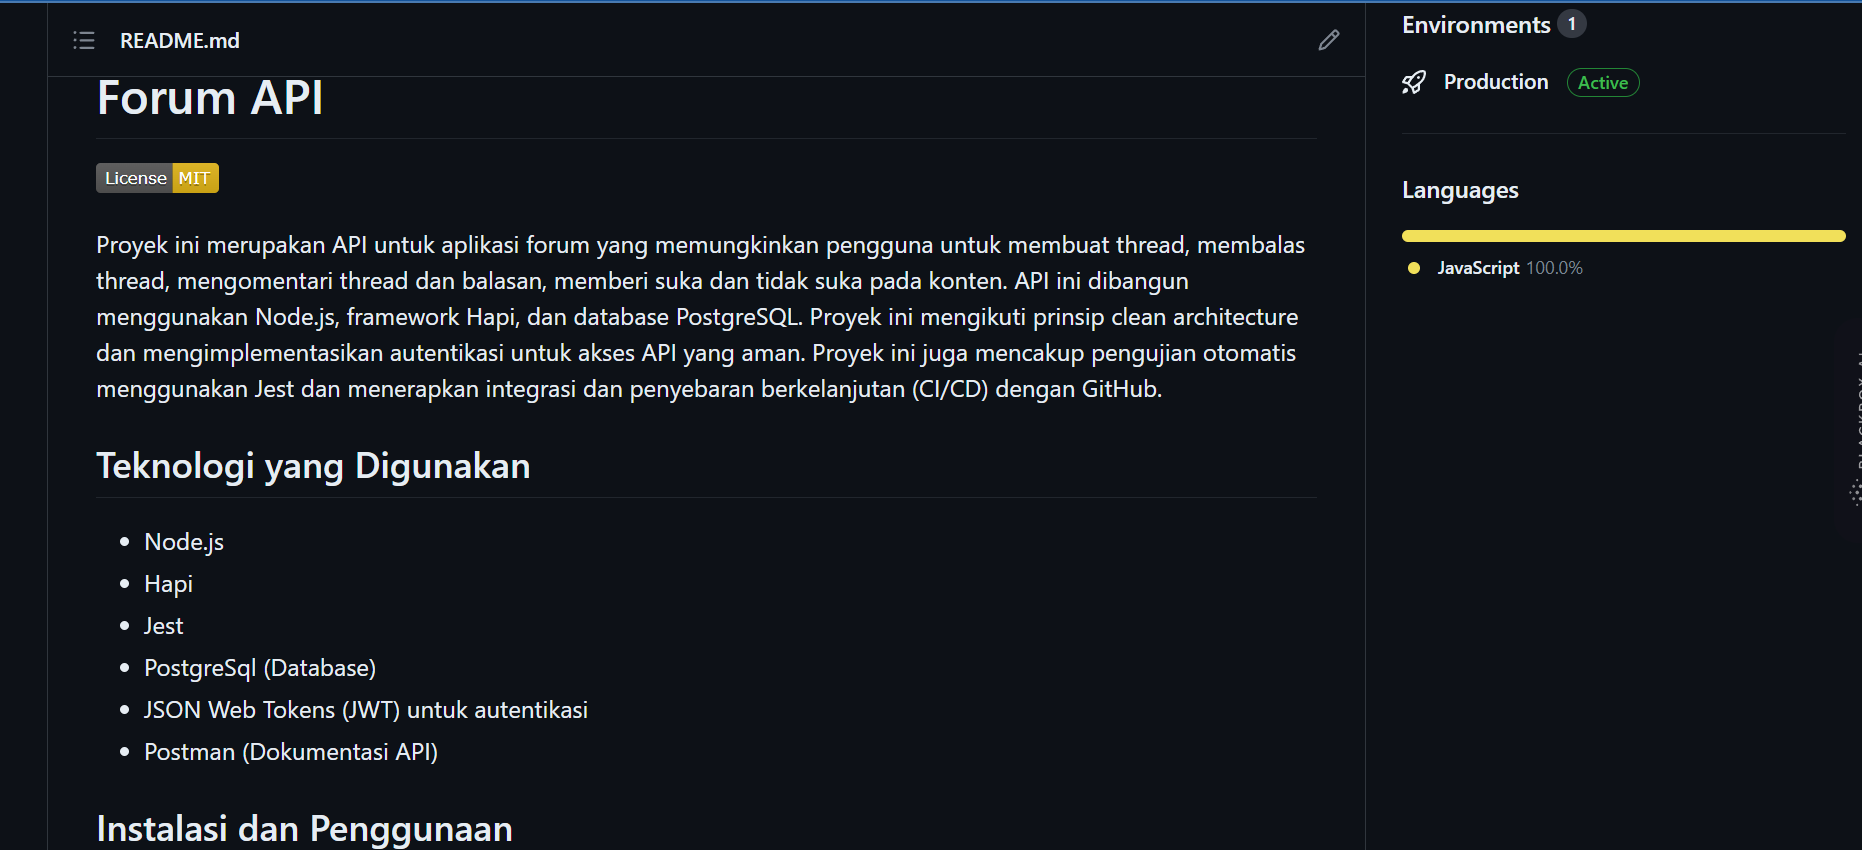 README.md
Forum API
License MIT
Proyek ini merupakan API untuk aplikasi forum yang memungkinkan pengguna untuk membuat thread, membalas
thread, mengomentari thread dan balasan, memberi suka dan tidak suka pada konten. API ini dibangun
menggunakan Node.js, framework Hapi, dan database PostgreSQL. Proyek ini mengikuti prinsip clean architecture
dan mengimplementasikan autentikasi untuk akses API yang aman. Proyek ini juga mencakup pengujian otomatis
menggunakan Jest dan menerapkan integrasi dan penyebaran berkelanjutan (CI/CD) dengan GitHub.
Teknologi yang Digunakan
Node.js
Hapi
Jest
PostgreSql (Database)
JSON Web Tokens (JWT) untuk autentikasi
Postman (Dokumentasi API)
Instalasi dan Penggunaan
Environments 1
Production Active
Languages
JavaScript 100.0%